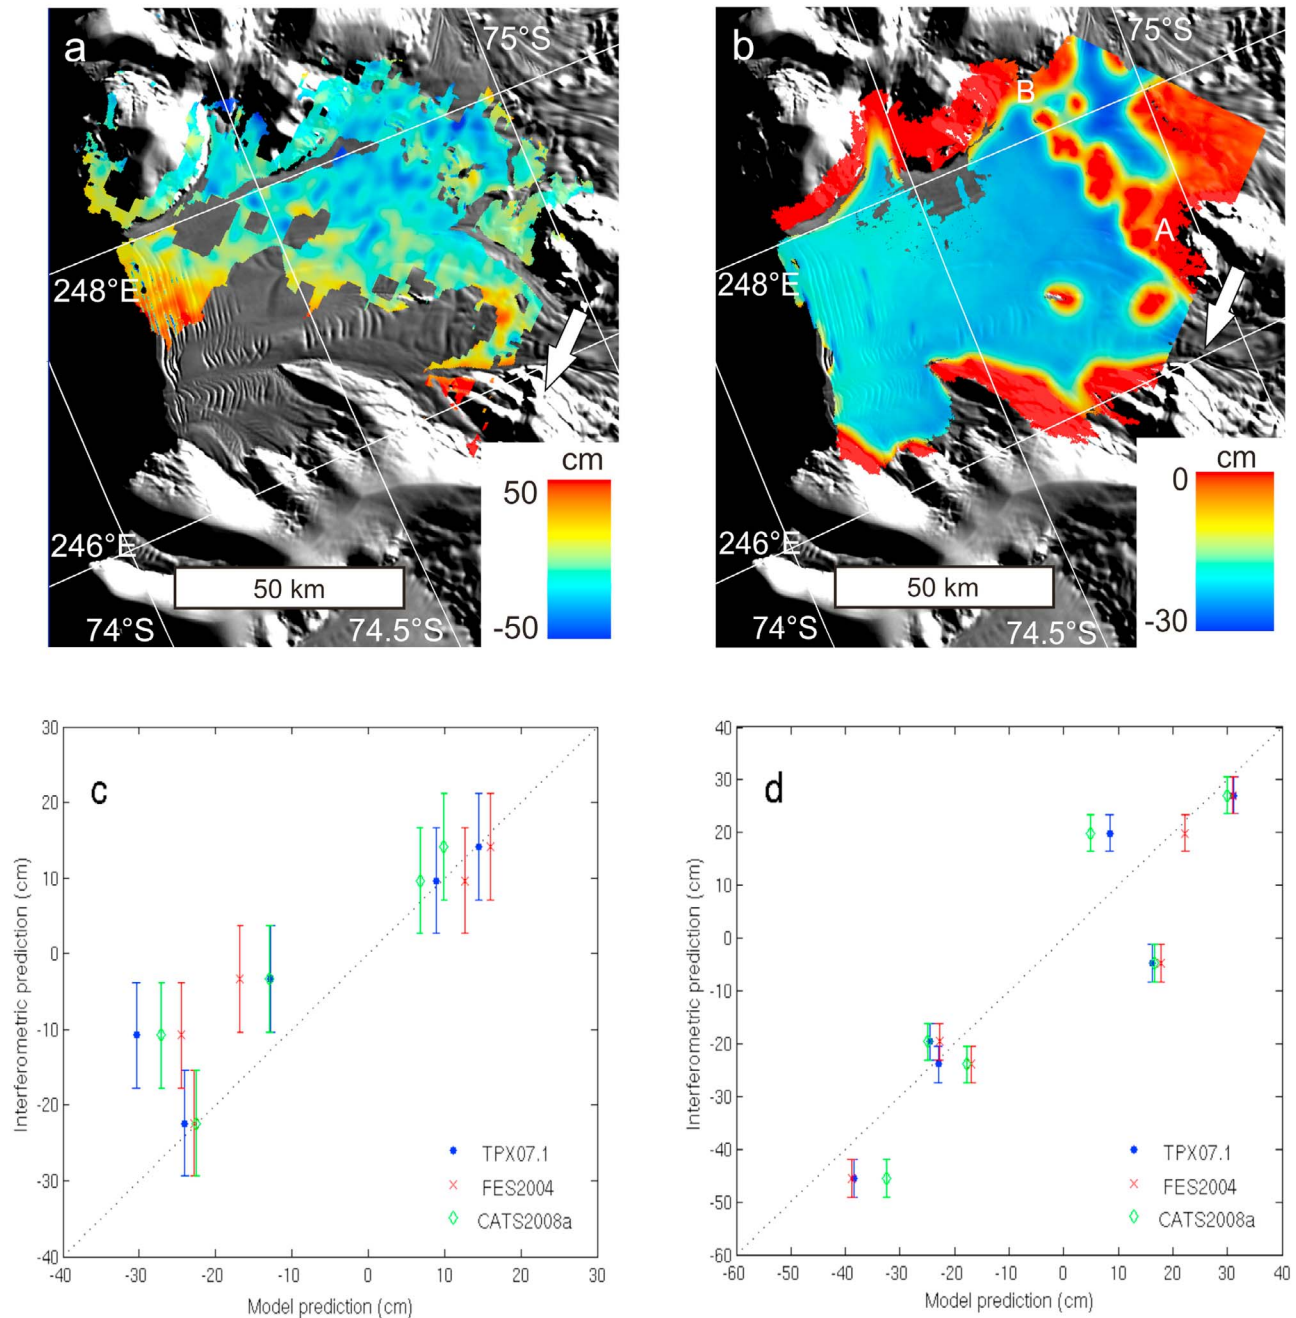 a
75°S
248°E
246°E
74°S
74.5°S
50 km
cm
50
-50
b
75°S
B
A
248°E
246°E
74°S
74.5°S
50 km
cm
0
-30
c
30
20
10
0
-10
-20
-30
-40
-40 -30 -20 -10 0 10 20 30
Interferometric prediction (cm)
Model prediction (cm)
TPX07.1
FES2004
CATS2008a
d
40
30
20
10
0
-10
-20
-30
-40
-50
-60
-60 -50 -40 -30 -20 -10 0 10 20 30 40
Interferometric prediction (cm)
Model prediction (cm)
TPX07.1
FES2004
CATS2008a